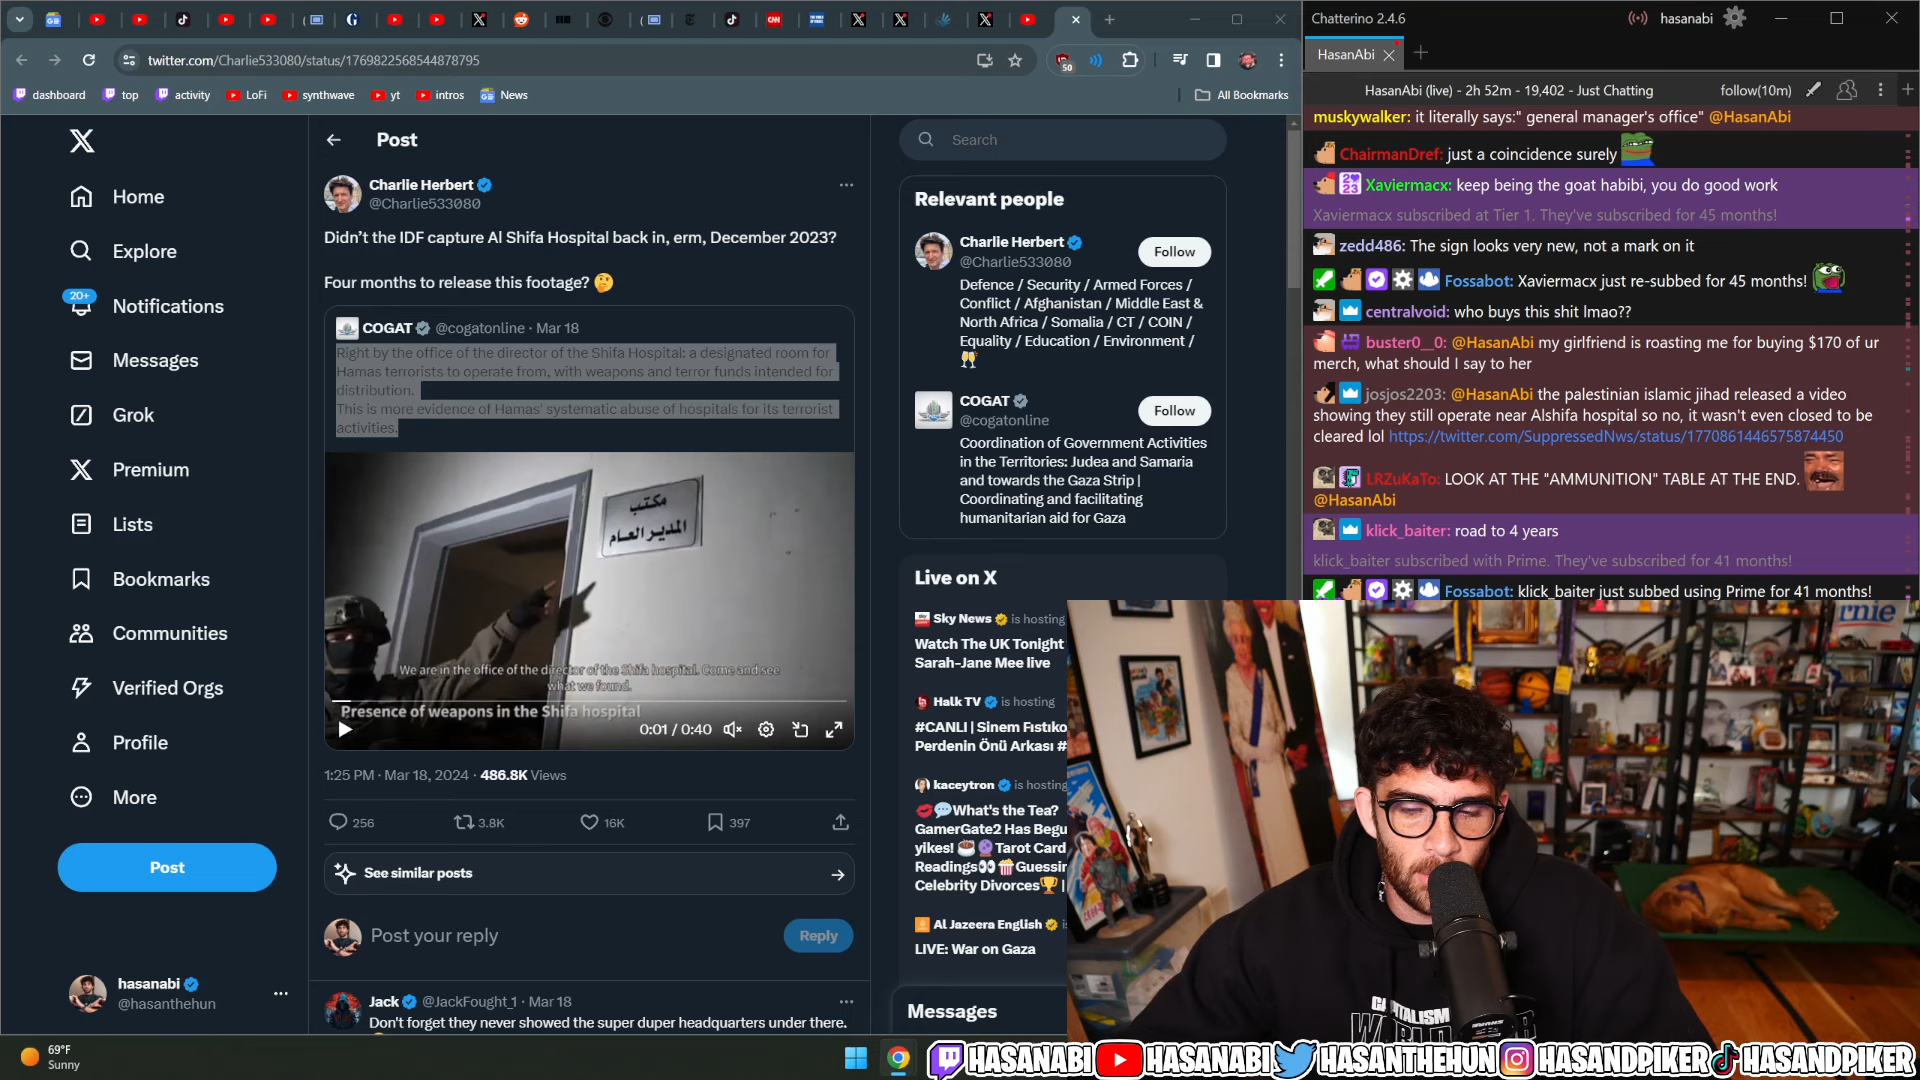 twitter.com/Charlie533080/status/1769822568544878795
50
dashboard
top
activity
LoFi
synthwave
yt
intros
News
All Bookmarks
Home
Explore
20+
Notifications
Messages
Grok
Premium
Lists
Bookmarks
Communities
Verified Orgs
Profile
More
Post
hasanabi
@hasanthehun
Post
Charlie Herbert
@Charlie533080
Didn't the IDF capture Al Shifa Hospital back in, erm, December 2023?
Four months to release this footage? 🤔
COGAT @cogatonline · Mar 18
Right by the office of the director of the Shifa Hospital: a designated room for
Hamas terrorists to operate from, with weapons and terror funds intended for
distribution.
This is more evidence of Hamas' systematic abuse of hospitals for its terrorist
activities.
مكتب
المدير العام
We are in the office of the director of the Shifa hospital. Come and see
what we found.
Presence of weapons in the Shifa hospital
0:01 / 0:40
1:25 PM · Mar 18, 2024 · 486.8K Views
256
3.8K
16K
397
See similar posts
Post your reply
Reply
Jack @JackFought_1 · Mar 18
Don't forget they never showed the super duper headquarters under there.
Search
Relevant people
Charlie Herbert
@Charlie533080
Follow
Defence / Security / Armed Forces /
Conflict / Afghanistan / Middle East &
North Africa / Somalia / CT / COIN /
Equality / Education / Environment /
🥂
COGAT
@cogatonline
Follow
Coordination of Government Activities
in the Territories: Judea and Samaria
and towards the Gaza Strip |
Coordinating and facilitating
humanitarian aid for Gaza
Live on X
Sky News is hosting
Watch The UK Tonight
Sarah-Jane Mee live
Halk TV is hosting
#CANLI | Sinem Fıstıko
Perdenin Önü Arkası #
kaceytron is hosting
💋💬What's the Tea?
GamerGate2 Has Begu
yikes! ☕🔮Tarot Card
Readings👀🍿Guessin
Celebrity Divorces🏆 |
Al Jazeera English
LIVE: War on Gaza
Messages
Chatterino 2.4.6
hasanabi
HasanAbi
HasanAbi (live) - 2h 52m - 19,402 - Just Chatting
follow(10m)
muskywalker: it literally says:" general manager's office" @HasanAbi
ChairmanDref: just a coincidence surely
Xaviermacx: keep being the goat habibi, you do good work
Xaviermacx subscribed at Tier 1. They've subscribed for 45 months!
zedd486: The sign looks very new, not a mark on it
Fossabot: Xaviermacx just re-subbed for 45 months!
centralvoid: who buys this shit lmao??
buster0__0: @HasanAbi my girlfriend is roasting me for buying $170 of ur
merch, what should I say to her
josjos2203: @HasanAbi the palestinian islamic jihad released a video
showing they still operate near Alshifa hospital so no, it wasn't even closed to be
cleared lol https://twitter.com/SuppressedNws/status/1770861446575874450
LRZuKaTo: LOOK AT THE "AMMUNITION" TABLE AT THE END.
@HasanAbi
klick_baiter: road to 4 years
klick_baiter subscribed with Prime. They've subscribed for 41 months!
Fossabot: klick_baiter just subbed using Prime for 41 months!
CAPITALISM
69°F
Sunny
HASANABI
HASANABI
HASANTHEHUN
HASANDPIKER
HASANDPIKER